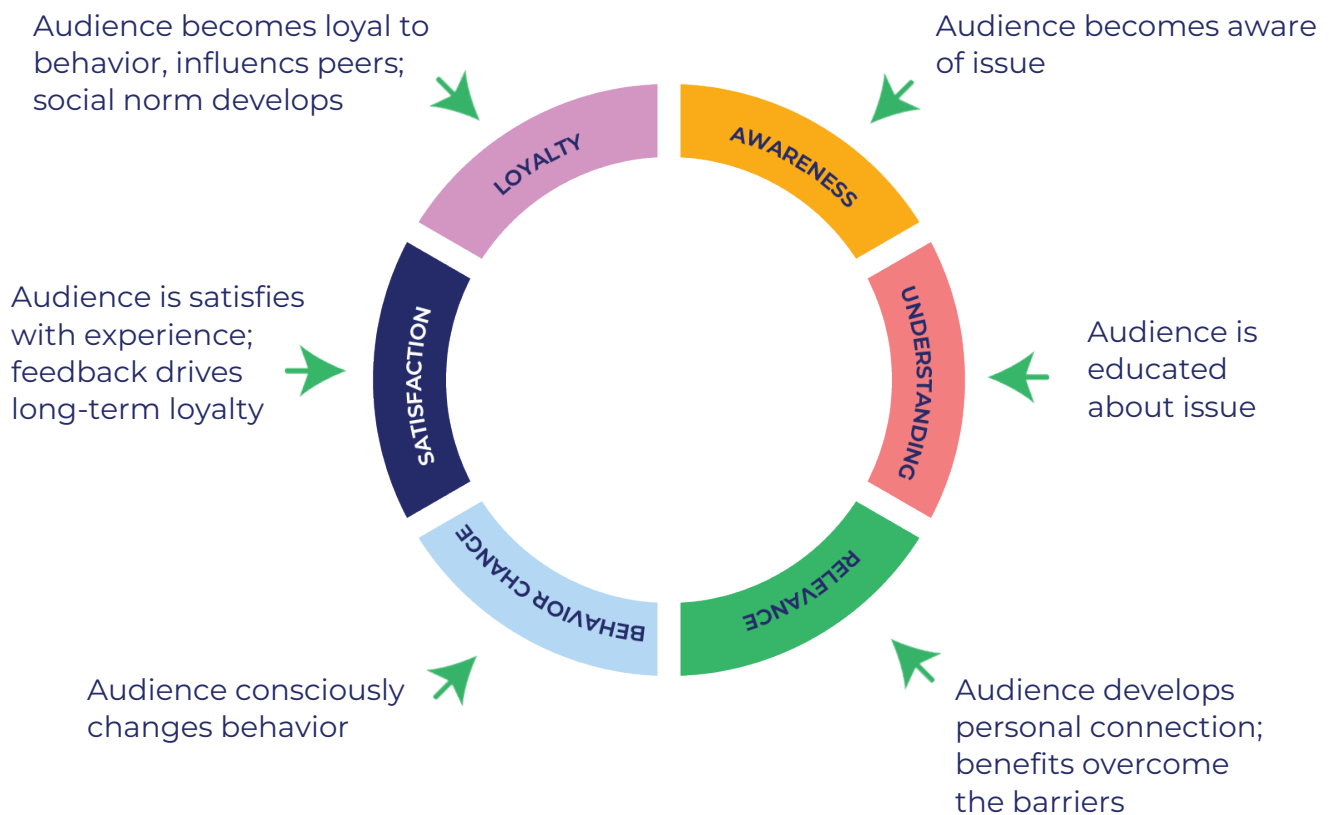 Audience becomes loyal to
behavior, influencs peers;
social norm develops
Audience becomes aware
of issue
LOYALTY
AWARENESS
Audience is satisfies
with experience;
feedback drives
long-term loyalty
SATISFACTION
UNDERSTANDING
Audience is
educated
about issue
BEHAVIOR CHANGE
RELEVANCE
Audience consciously
changes behavior
Audience develops
personal connection;
benefits overcome
the barriers